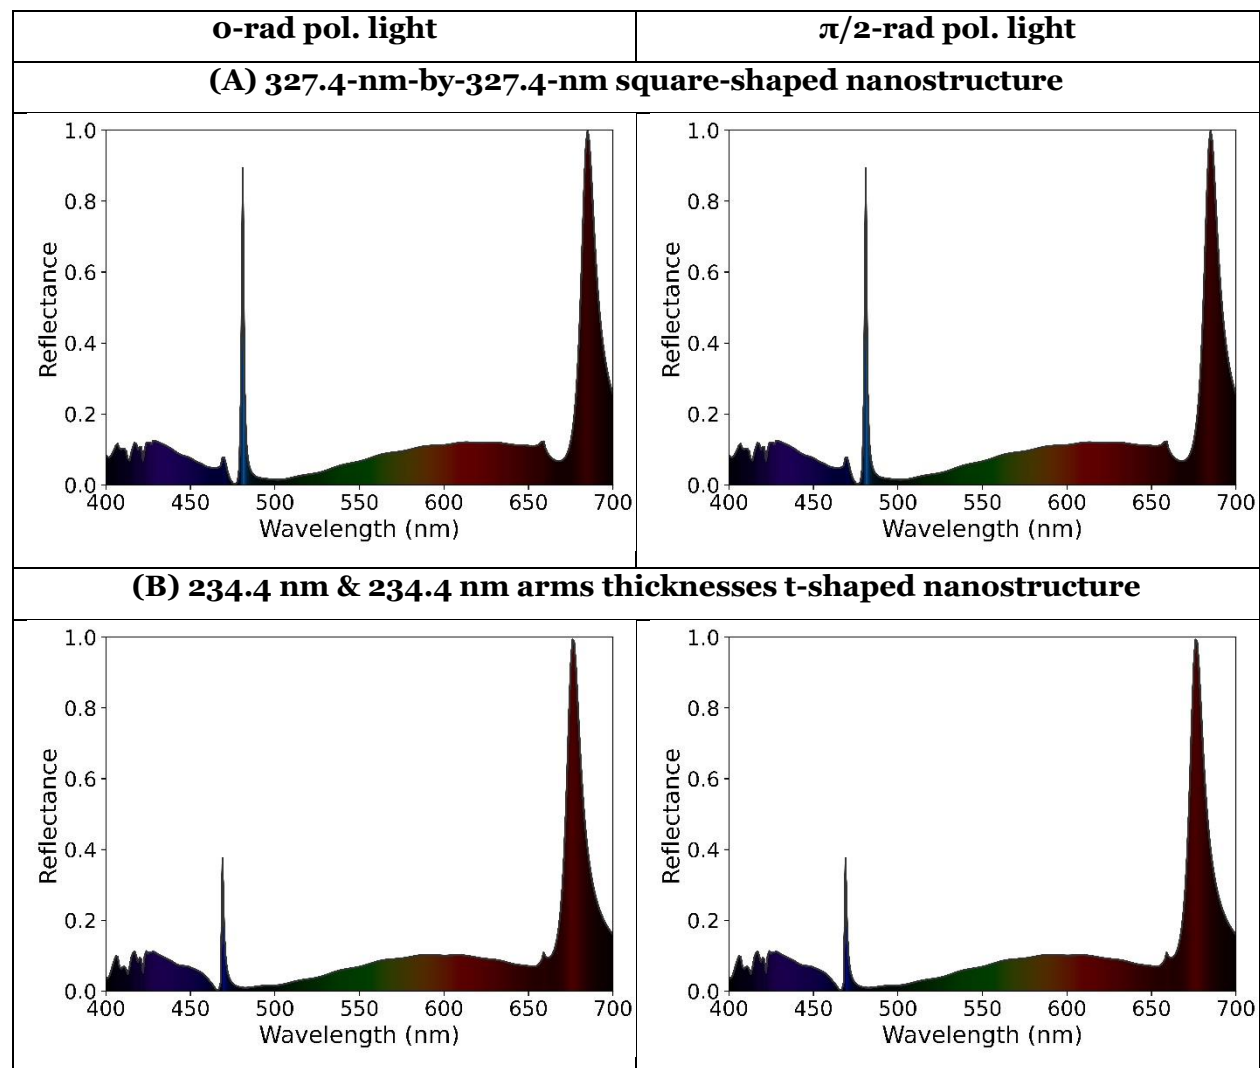 0-rad pol. light
π/2-rad pol. light
(A) 327.4-nm-by-327.4-nm square-shaped nanostructure
1.0
0.8
0.6
0.4
0.2
0.0
Reflectance
400 450 500 550 600 650 700
Wavelength (nm)
1.0
0.8
0.6
0.4
0.2
0.0
Reflectance
400 450 500 550 600 650 700
Wavelength (nm)
(B) 234.4 nm & 234.4 nm arms thicknesses t-shaped nanostructure
1.0
0.8
0.6
0.4
0.2
0.0
Reflectance
400 450 500 550 600 650 700
Wavelength (nm)
1.0
0.8
0.6
0.4
0.2
0.0
Reflectance
400 450 500 550 600 650 700
Wavelength (nm)